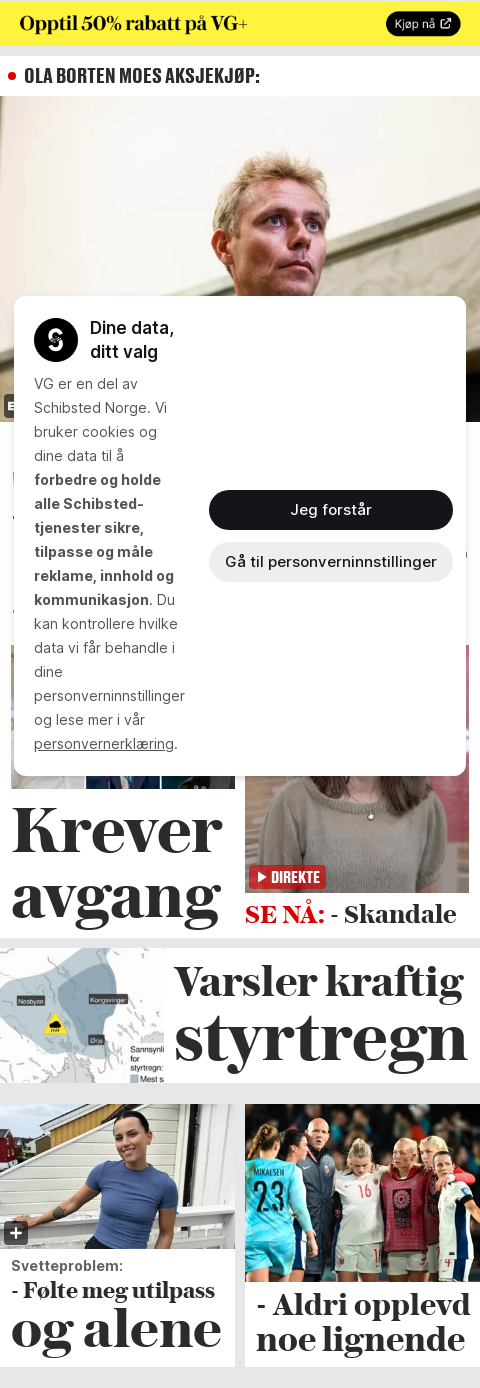 Opptil 50% rabatt på VG+
Kjøp nå
OLA BORTEN MOES AKSJEKJØP:
Dine data,
ditt valg
VG er en del av
Schibsted Norge. Vi
bruker cookies og
dine data til å
forbedre og holde
alle Schibsted-
tjenester sikre,
tilpasse og måle
reklame, innhold og
kommunikasjon. Du
kan kontrollere hvilke
data vi får behandle i
dine
personverninnstillinger
og lese mer i vår
personvernerklæring.
Jeg forstår
Gå til personverninnstillinger
Krever
avgang
DIREKTE
SE NÅ: - Skandale
Nesbyen
Kongsvinger
Ørje
Sannsynli
for
styrtregn:
Mest s
Varsler kraftig
styrtregn
Svetteproblem:
- Følte meg utilpass
og alene
MIKALSEN
23
16
- Aldri opplevd
noe lignende